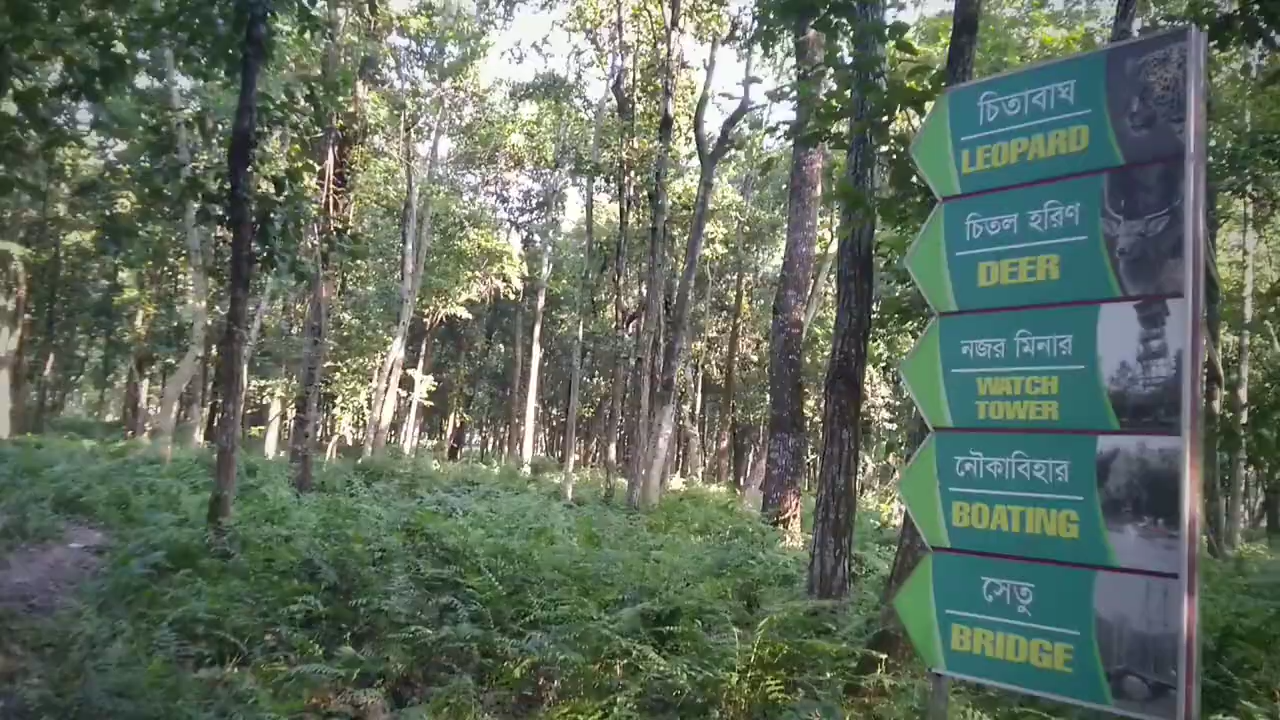 চিতাবাঘ
LEOPARD
চিতল হরিণ
DEER
নজর মিনার
WATCH
TOWER
নৌকাবিহার
BOATING
সেতু
BRIDGE